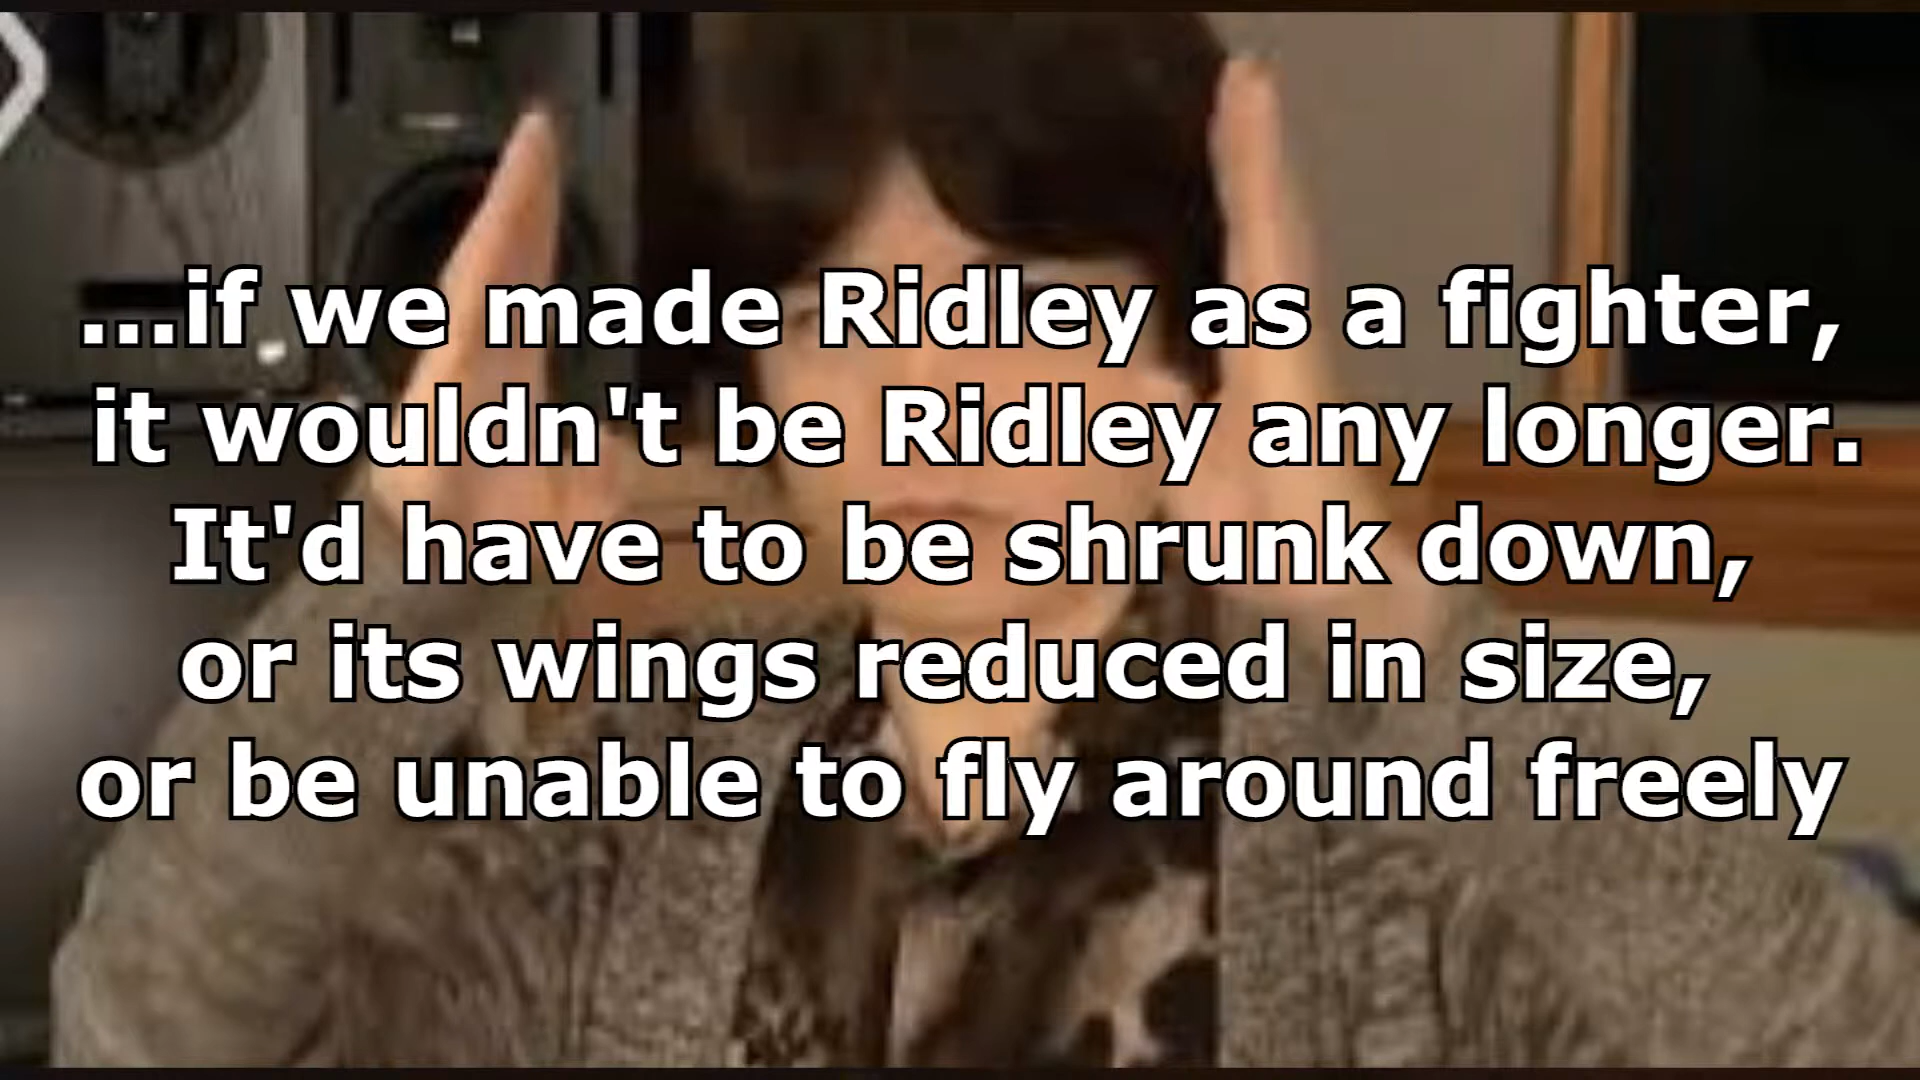 ...if we made Ridley as a fighter,
it wouldn't be Ridley any longer.
It'd have to be shrunk down,
or its wings reduced in size,
or be unable to fly around freely